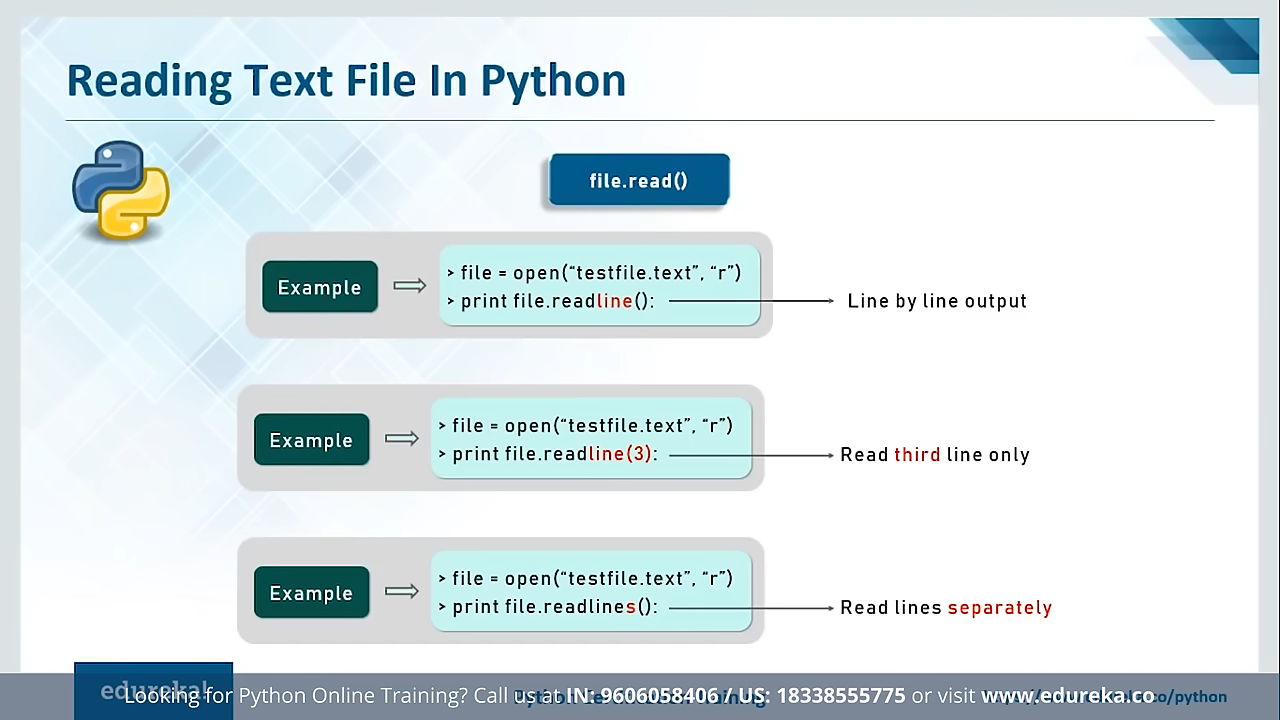 Reading Text File In Python
file.read()
Example
> file = open(“testfile.text”, “r”)
> print file.readline():
Line by line output
Example
> file = open(“testfile.text”, “r”)
> print file.readline(3):
Read third line only
Example
> file = open(“testfile.text”, “r”)
> print file.readlines():
Read lines separately
edureka!
Looking for Python Online Training? Call us at IN: 9606058406 / US: 18338555775 or visit www.edureka.co